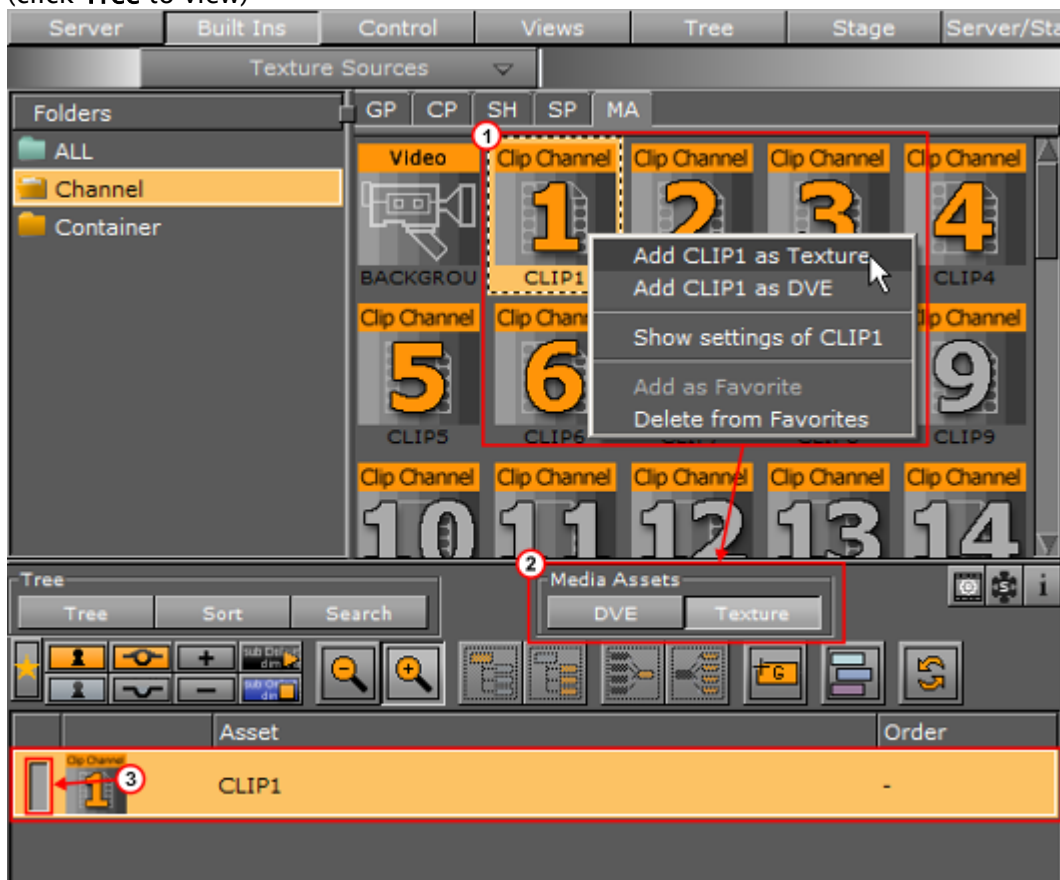 (click Tree to view)
Server Built Ins Control Views Tree Stage Server/Sta
Texture Sources
Folders
GP CP SH SP MA
ALL
Channel
Container
1
Video Clip Channel Clip Channel Clip Channel Clip Channel
1 2 3 4
BACKGROU CLIP1 CLIP4
Add CLIP1 as Texture
Add CLIP1 as DVE
Show settings of CLIP1
Add as Favorite
Delete from Favorites
Clip Channel Clip Chann ip Channel
5 6 9
CLIP5 CLIP6 CLIP9
Clip Channel Clip Channel Clip Channel Clip Channel Clip Channel
10 11 12 13 14
2
Tree Media Assets
Tree Sort Search DVE Texture
S i
G
Asset Order
Clip Channel
1 3 CLIP1 -